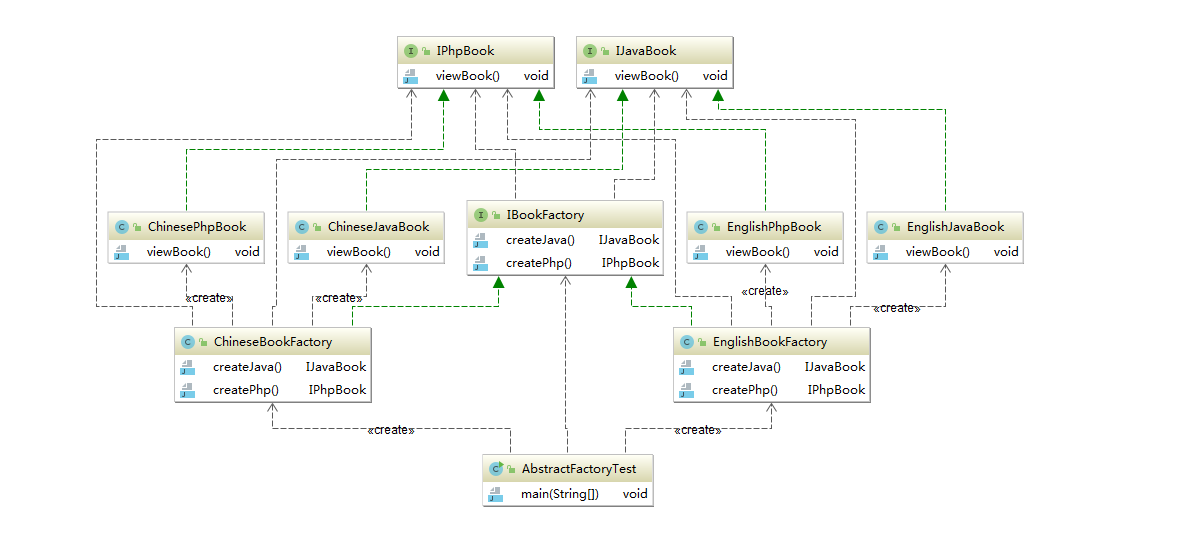 IPhpBook
viewBook() void
IJavaBook
viewBook() void
ChinesePhpBook
viewBook() void
ChineseJavaBook
viewBook() void
IBookFactory
createJava() IJavaBook
createPhp() IPhpBook
EnglishPhpBook
viewBook() void
EnglishJavaBook
viewBook() void
«create»
«create»
«create»
«create»
ChineseBookFactory
createJava() IJavaBook
createPhp() IPhpBook
EnglishBookFactory
createJava() IJavaBook
createPhp() IPhpBook
«create»
«create»
AbstractFactoryTest
main(String[]) void